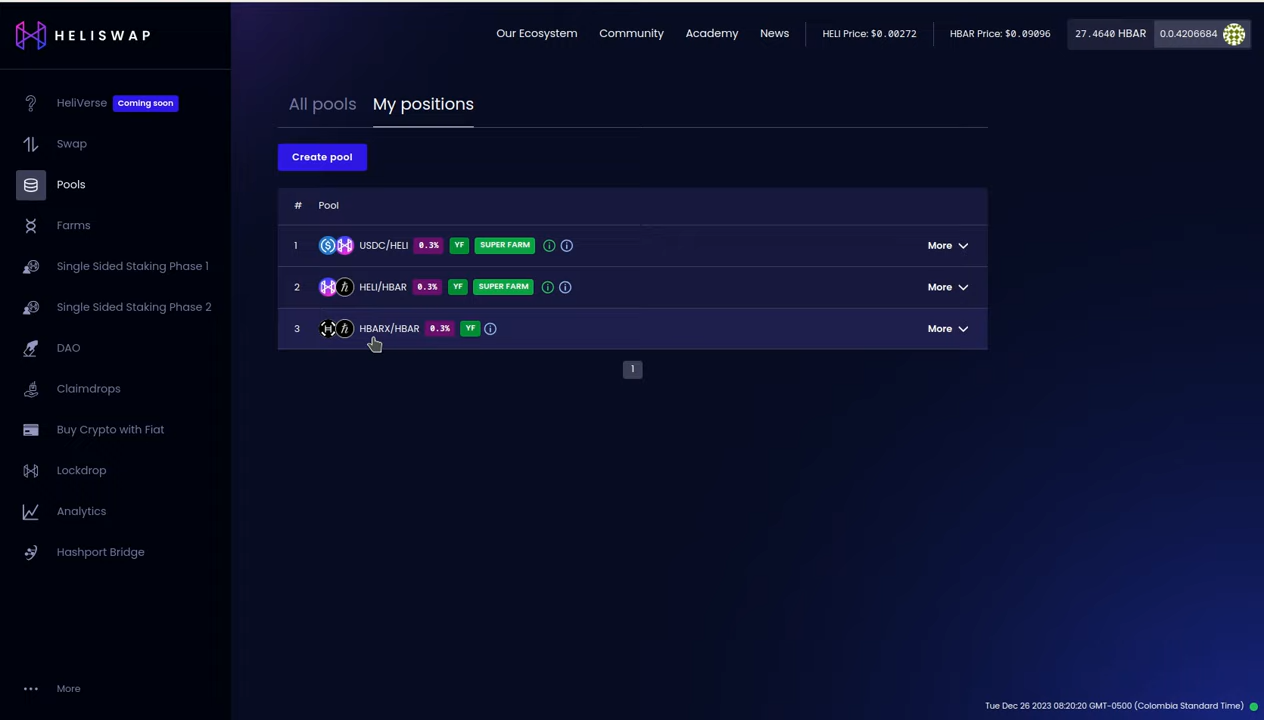 HELISWAP
Our Ecosystem Community Academy News HELI Price: $0.00272 HBAR Price: $0.09096 27.4640 HBAR 0.0.4206684
HeliVerse Coming soon
Swap
Pools
Farms
Single Sided Staking Phase 1
Single Sided Staking Phase 2
DAO
Claimdrops
Buy Crypto with Fiat
Lockdrop
Analytics
Hashport Bridge
More
All pools My positions
Create pool
# Pool
1 USDC/HELI 0.3% YF SUPER FARM More
2 HELI/HBAR 0.3% YF SUPER FARM More
3 HBARX/HBAR 0.3% YF More
1
Tue Dec 26 2023 08:20:20 GMT-0500 (Colombia Standard Time)